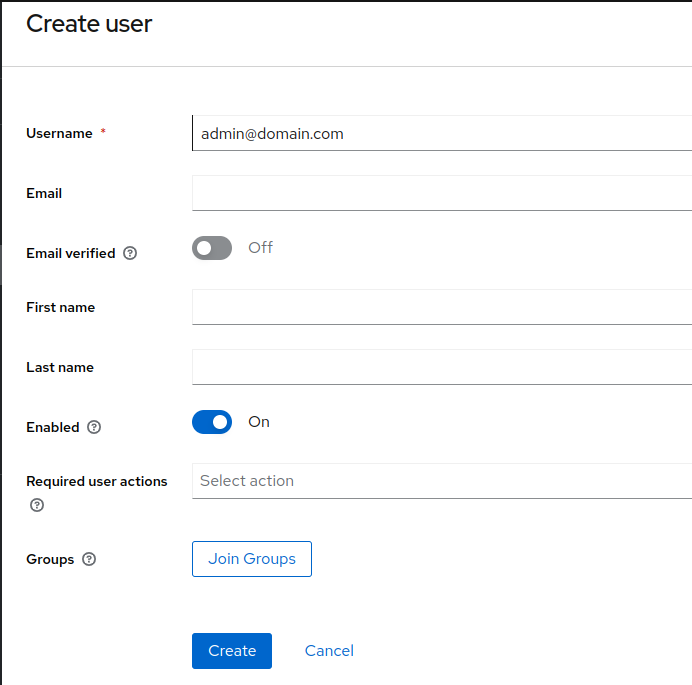 Create user
Username *
admin@domain.com
Email
Email verified ?
Off
First name
Last name
Enabled ?
On
Required user actions
?
Select action
Groups ?
Join Groups
Create
Cancel